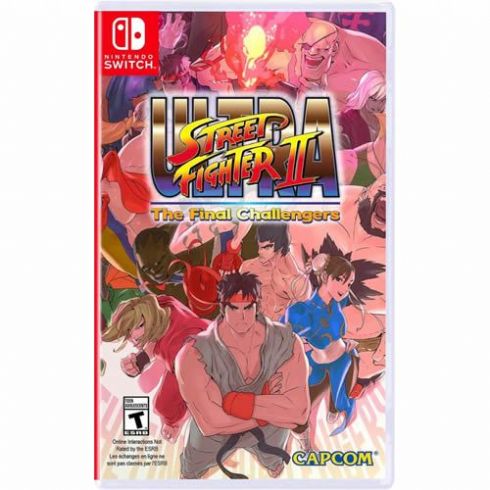 NINTENDO
SWITCH
ULTRA
STREET
FIGHTER II
The Final Challengers
TEEN
ADOLESCENTS
T
ESRB
Online Interactions Not
Rated by the ESRB
Les échanges en ligne ne
sont pas classés par l'ESRB
CAPCOM